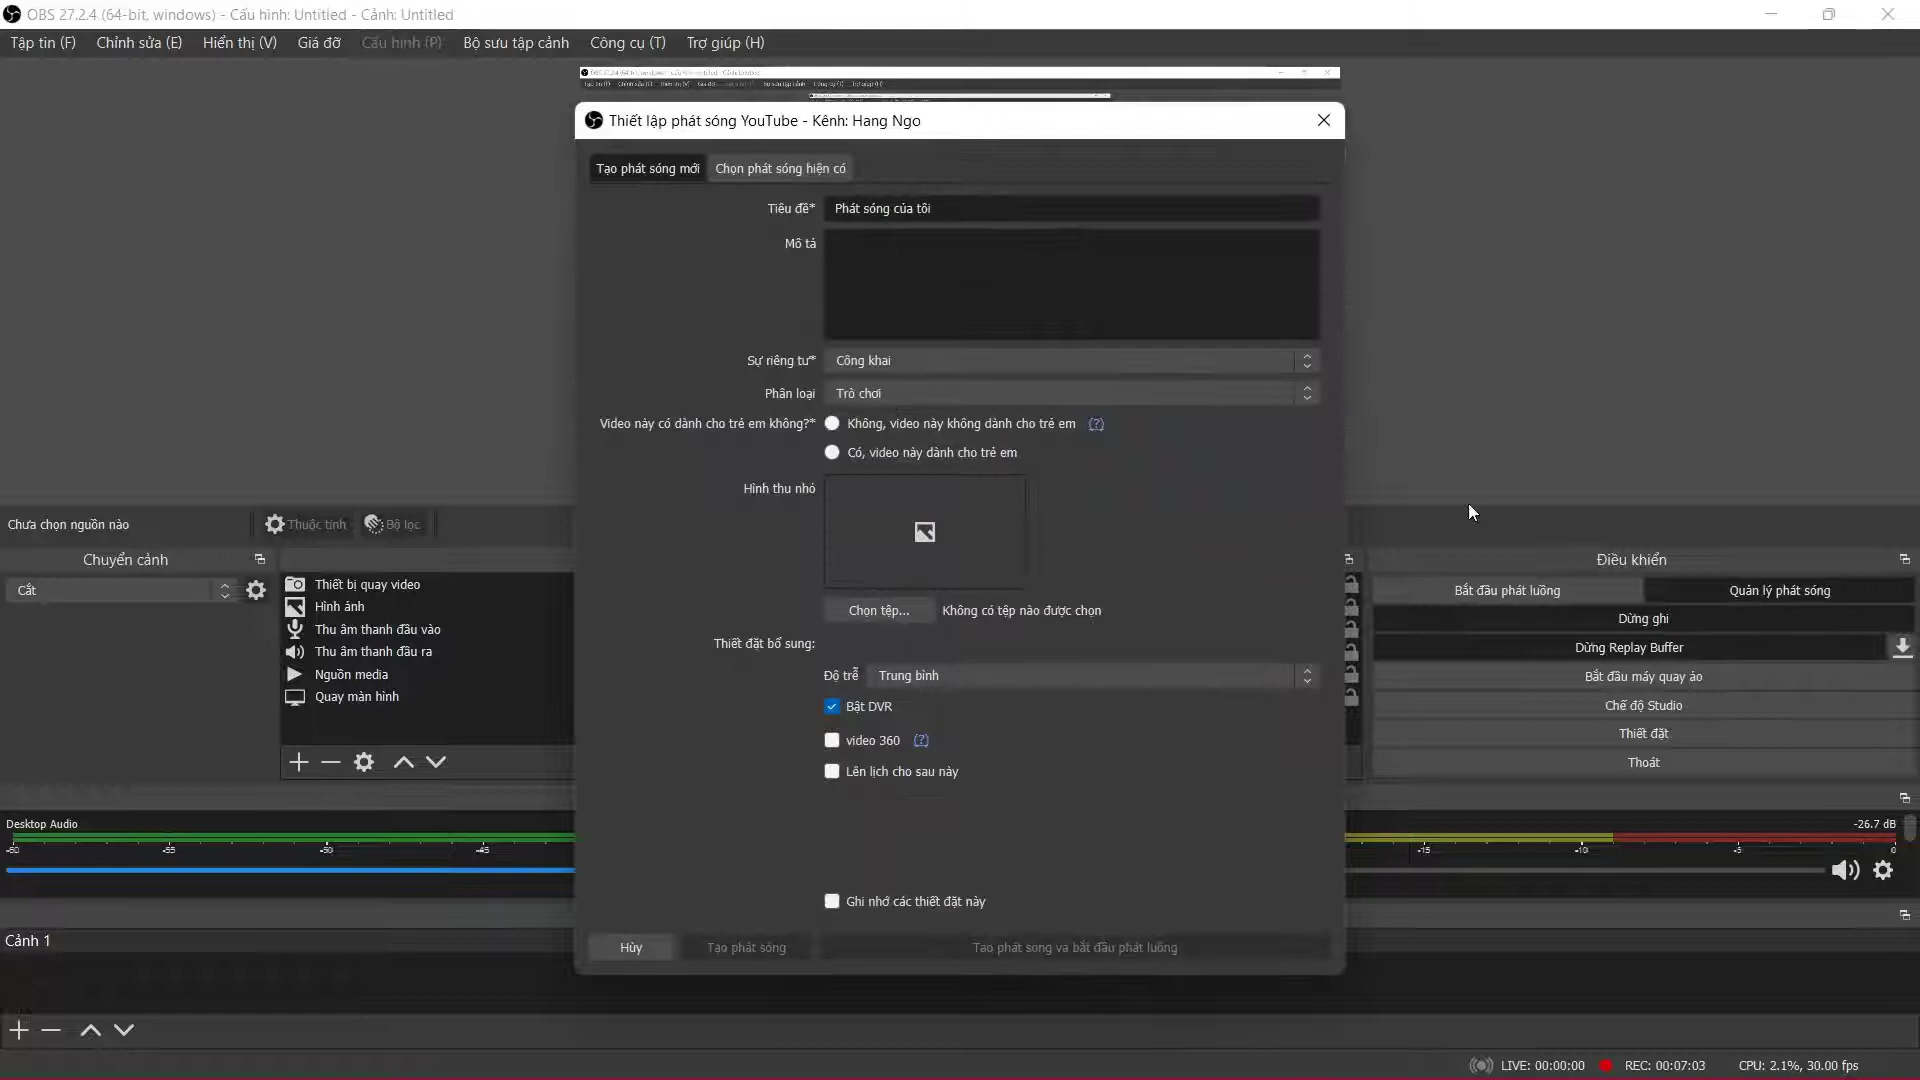 OBS 27.2.4 (64-bit, windows) - Cấu hình: Untitled - Cảnh: Untitled
Tập tin (F) Chỉnh sửa (E) Hiển thị (V) Giá đỡ Cấu hình (P) Bộ sưu tập cảnh Công cụ (T) Trợ giúp (H)
Thiết lập phát sóng YouTube - Kênh: Hang Ngo
Tạo phát sóng mới Chọn phát sóng hiện có
Tiêu đề* Phát sóng của tôi
Mô tả
Sự riêng tư* Công khai
Phân loại Trò chơi
Video này có dành cho trẻ em không?* Không, video này không dành cho trẻ em (?)
Có, video này dành cho trẻ em
Hình thu nhỏ
Chọn tệp... Không có tệp nào được chọn
Thiết đặt bổ sung:
Độ trễ Trung bình
Bật DVR
video 360 (?)
Lên lịch cho sau này
Ghi nhớ các thiết đặt này
Hủy Tạo phát sóng Tạo phát sóng và bắt đầu phát luồng
Chưa chọn nguồn nào Thuộc tính Bộ lọc
Chuyển cảnh
Cắt
Thiết bị quay video
Hình ảnh
Thu âm thanh đầu vào
Thu âm thanh đầu ra
Nguồn media
Quay màn hình
Điều khiển
Bắt đầu phát luồng Quản lý phát sóng
Dừng ghi
Dừng Replay Buffer
Bắt đầu máy quay ảo
Chế độ Studio
Thiết đặt
Thoát
Desktop Audio -26.7 dB
-60 -55 -50 -45 -15 -10 -5 0
Cảnh 1
LIVE: 00:00:00 REC: 00:07:03 CPU: 2.1%, 30.00 fps